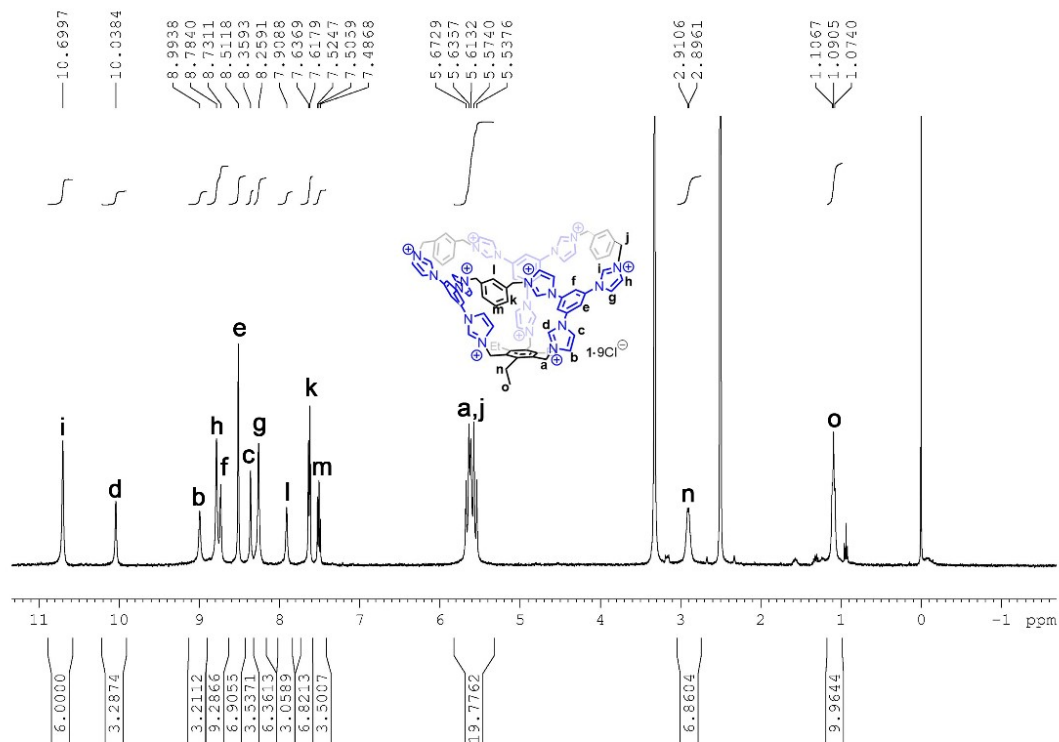 10.6997
10.0384
8.9938
8.7840
8.7311
8.5118
8.3593
8.2591
7.9088
7.6369
7.6179
7.5247
7.5059
7.4868
5.6729
5.6357
5.6132
5.5740
5.5376
2.9106
2.8961
1.1067
1.0905
1.0740
j
l
i
h
f
g
k
m
e
d
c
Et
b
a
n
o
1·9Cl⊖
i
d
b
h
f
e
c
g
l
k
m
a,j
n
o
11 10 9 8 7 6 5 4 3 2 1 0 -1 ppm
6.0000
3.2874
3.2112
9.2866
6.9055
3.5371
6.3613
3.0589
6.8213
3.5007
19.7762
6.8604
9.9644